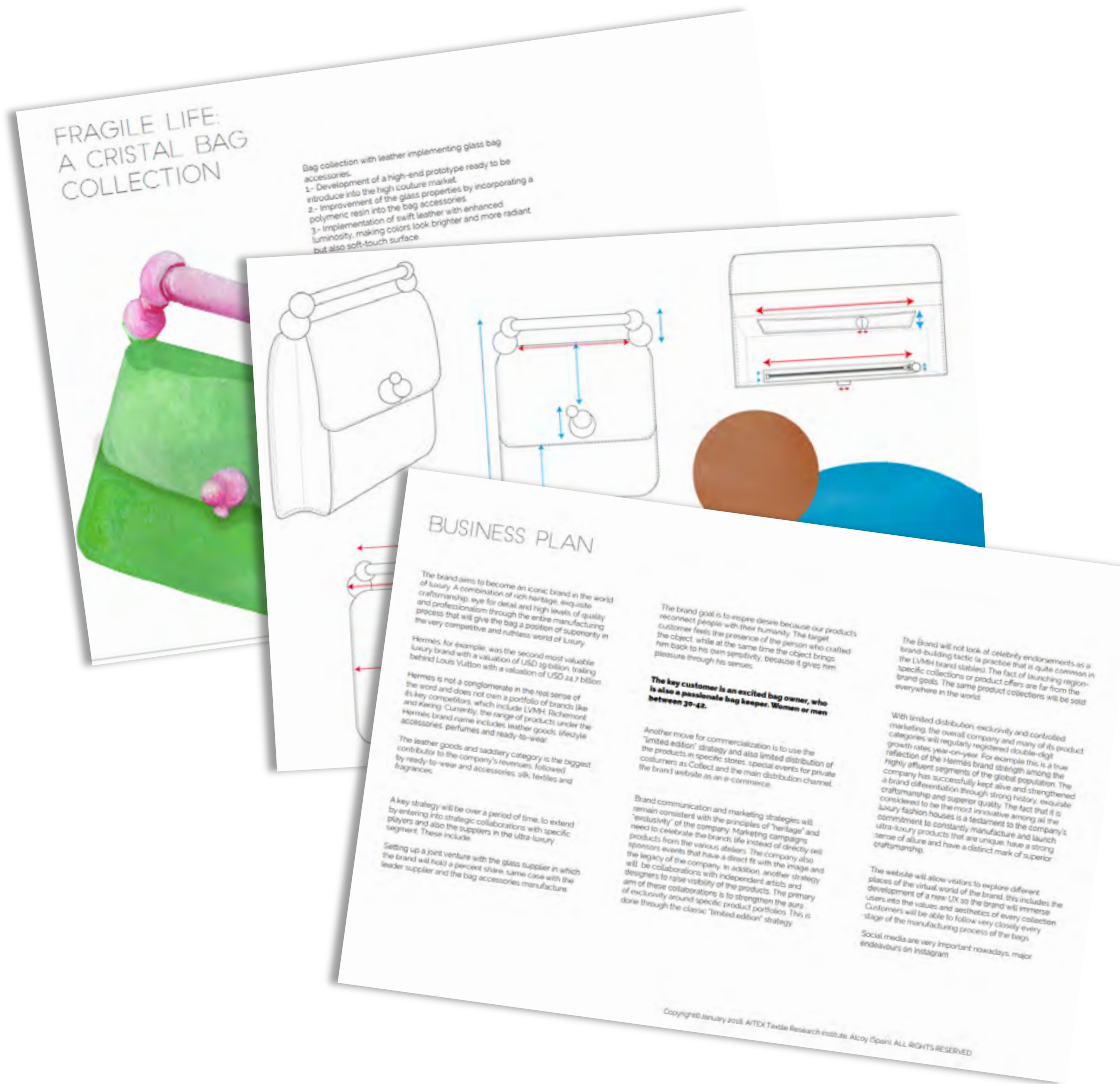 FRAGILE LIFE:
A CRISTAL BAG
COLLECTION
Bag collection with leather implementing glass bag
accessories.
1.- Development of a high-end prototype ready to be
introduce into the high couture market.
2.- Improvement of the glass properties by incorporating a
polymeric resin into the bag accessories.
3.- Implementation of swift leather with enhanced
luminosity, making colors look brighter and more radiant
but also soft-touch surface.
BUSINESS PLAN
The brand aims to become an iconic brand in the world
of luxury. A combination of rich heritage, exquisite
craftsmanship, eye for detail and high levels of quality
and professionalism through the entire manufacturing
process that will give the bag a position of superiority in
the very competitive and ruthless world of luxury.
Hermès, for example, was the second most valuable
luxury brand with a valuation of USD 19 billion, trailing
behind Louis Vuitton with a valuation of USD 24.7 billion.
Hermes is not a conglomerate in the real sense of
the word and does not own a portfolio of brands like
its key competitors, which include LVMH, Richemont
and Kering. Currently, the range of products under the
Hermès brand name includes leather goods, lifestyle
accessories, perfumes and ready-to-wear.
The leather goods and saddlery category is the biggest
contributor to the company's revenues, followed
by ready-to-wear and accessories, silk, textiles and
fragrances.
A key strategy will be over a period of time, to extend
by entering into strategic collaborations with specific
players and also the suppliers in the ultra-luxury
segment. These include:
Setting up a joint venture with the glass supplier in which
the brand will hold a percent share, same case with the
leader supplier and the bag accessories manufacture.
The brand goal is to inspire desire because our products
reconnect people with their humanity. The target
customer feels the presence of the person who crafted
the object, while at the same time the object brings
him back to his own sensitivity, because it gives him
pleasure through his senses.
The key customer is an excited bag owner, who
is also a passionate bag keeper. Women or men
between 30-42.
Another move for commercialization is to use the
"limited edition" strategy and also limited distribution of
the products in specific stores, special events for private
costumers as Collect and the main distribution channel,
the brand website as an e-commerce.
Brand communication and marketing strategies will
remain consistent with the principles of "heritage" and
"exclusivity" of the company. Marketing campaigns
need to celebrate the brands life instead of directly sell
products from the various ateliers. The company also
sponsors events that have a direct fit with the image and
the legacy of the company. In addition, another strategy
will be collaborations with independent artists and
designers to raise visibility of the products. The primary
aim of these collaborations is to strengthen the aura
of exclusivity around specific product portfolios. This is
done through the classic "limited edition" strategy.
The Brand will not look at celebrity endorsements as a
brand-building tactic (a practice that is quite common in
the LVMH brand stables). The fact of launching region-
specific collections or product offers are far from the
brand goals. The same product collections will be sold
everywhere in the world.
With limited distribution, exclusivity and controlled
marketing, the overall company and many of its product
categories will regularly registered double-digit
growth rates year-on-year. For example this is a true
reflection of the Hermès brand strength among the
highly affluent segments of the global population. The
company has successfully kept alive and strengthened
a brand differentiation through strong history, exquisite
craftsmanship and superior quality. The fact that it is
considered to be the most innovative among all the
luxury fashion houses is a testament to the company's
commitment to constantly manufacture and launch
ultra-luxury products that are unique, have a strong
sense of allure and have a distinct mark of superior
craftsmanship.
The website will allow visitors to explore different
places of the virtual world of the brand, this includes the
development of a new UX so the brand will immerse
users into the values and aesthetics of every collection.
Customers will be able to follow very closely every
stage of the manufacturing process of the bags.
Social media are very important nowadays, major
endeavours on Instagram
Copyright© January 2018. AITEX Textile Research Institute. Alcoy (Spain). ALL RIGHTS RESERVED